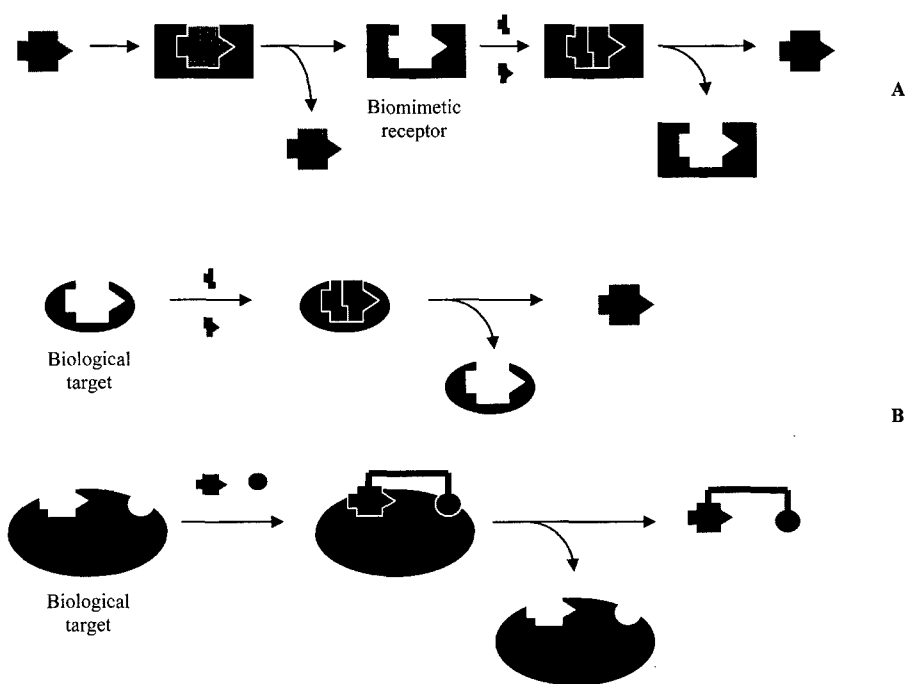 A
Biomimetic
receptor
Biological
target
B
Biological
target